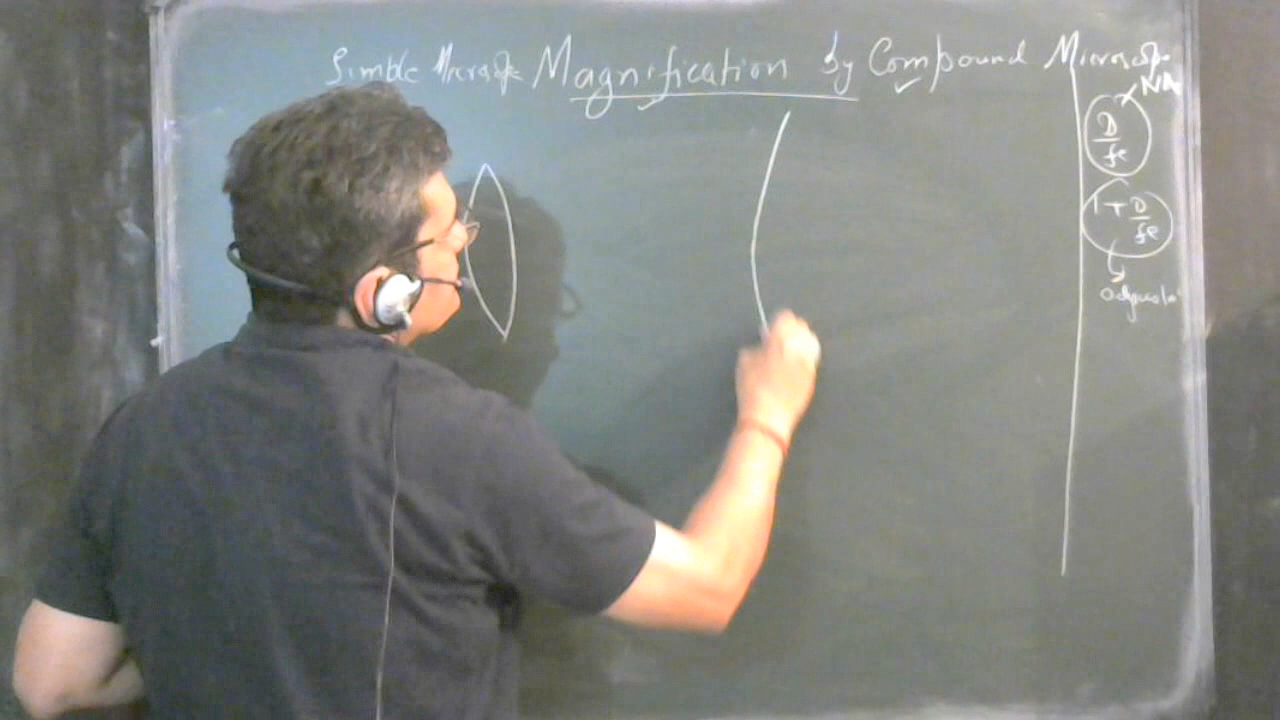 Simple Microscope Magnification by Compound Microscope
NA
D/fe
1 + D/fe